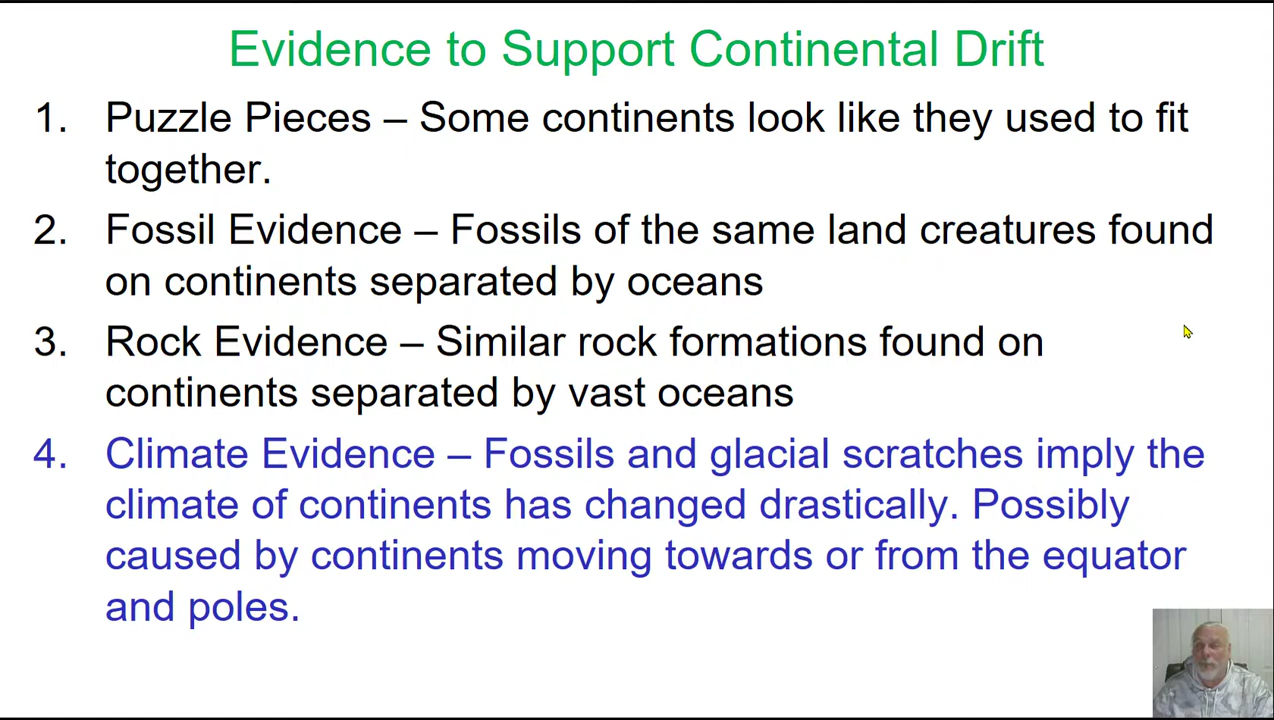 Evidence to Support Continental Drift
1. Puzzle Pieces – Some continents look like they used to fit
together.
2. Fossil Evidence – Fossils of the same land creatures found
on continents separated by oceans
3. Rock Evidence – Similar rock formations found on
continents separated by vast oceans
4. Climate Evidence – Fossils and glacial scratches imply the
climate of continents has changed drastically. Possibly
caused by continents moving towards or from the equator
and poles.